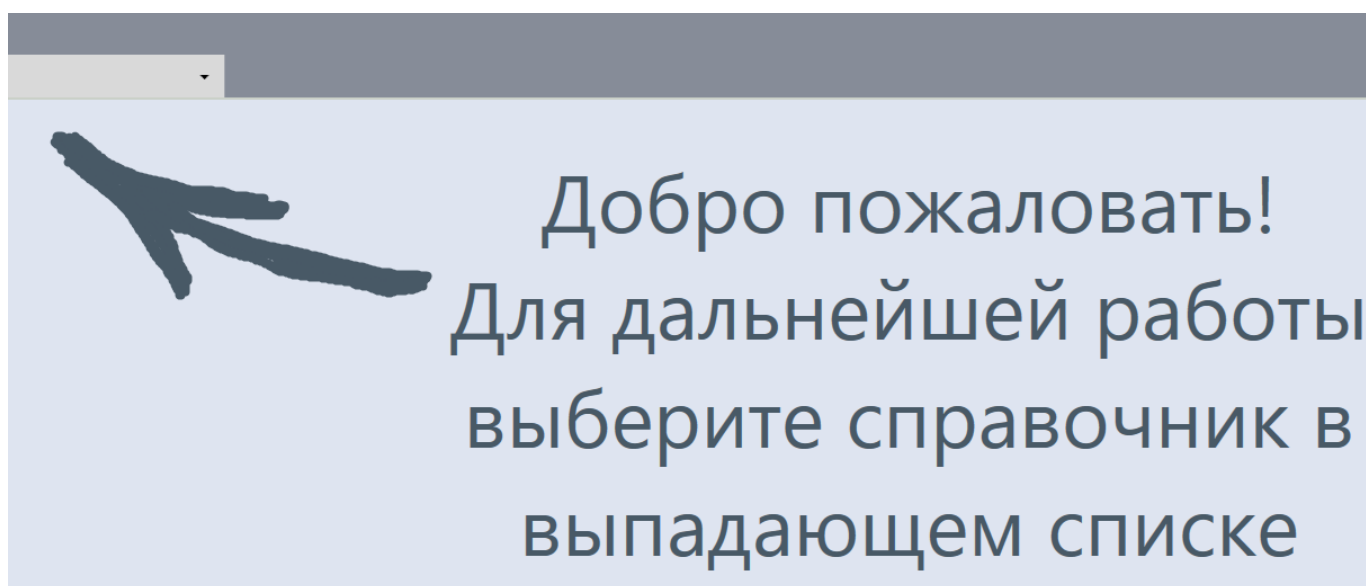 Добро пожаловать!
Для дальнейшей работы
выберите справочник в
выпадающем списке